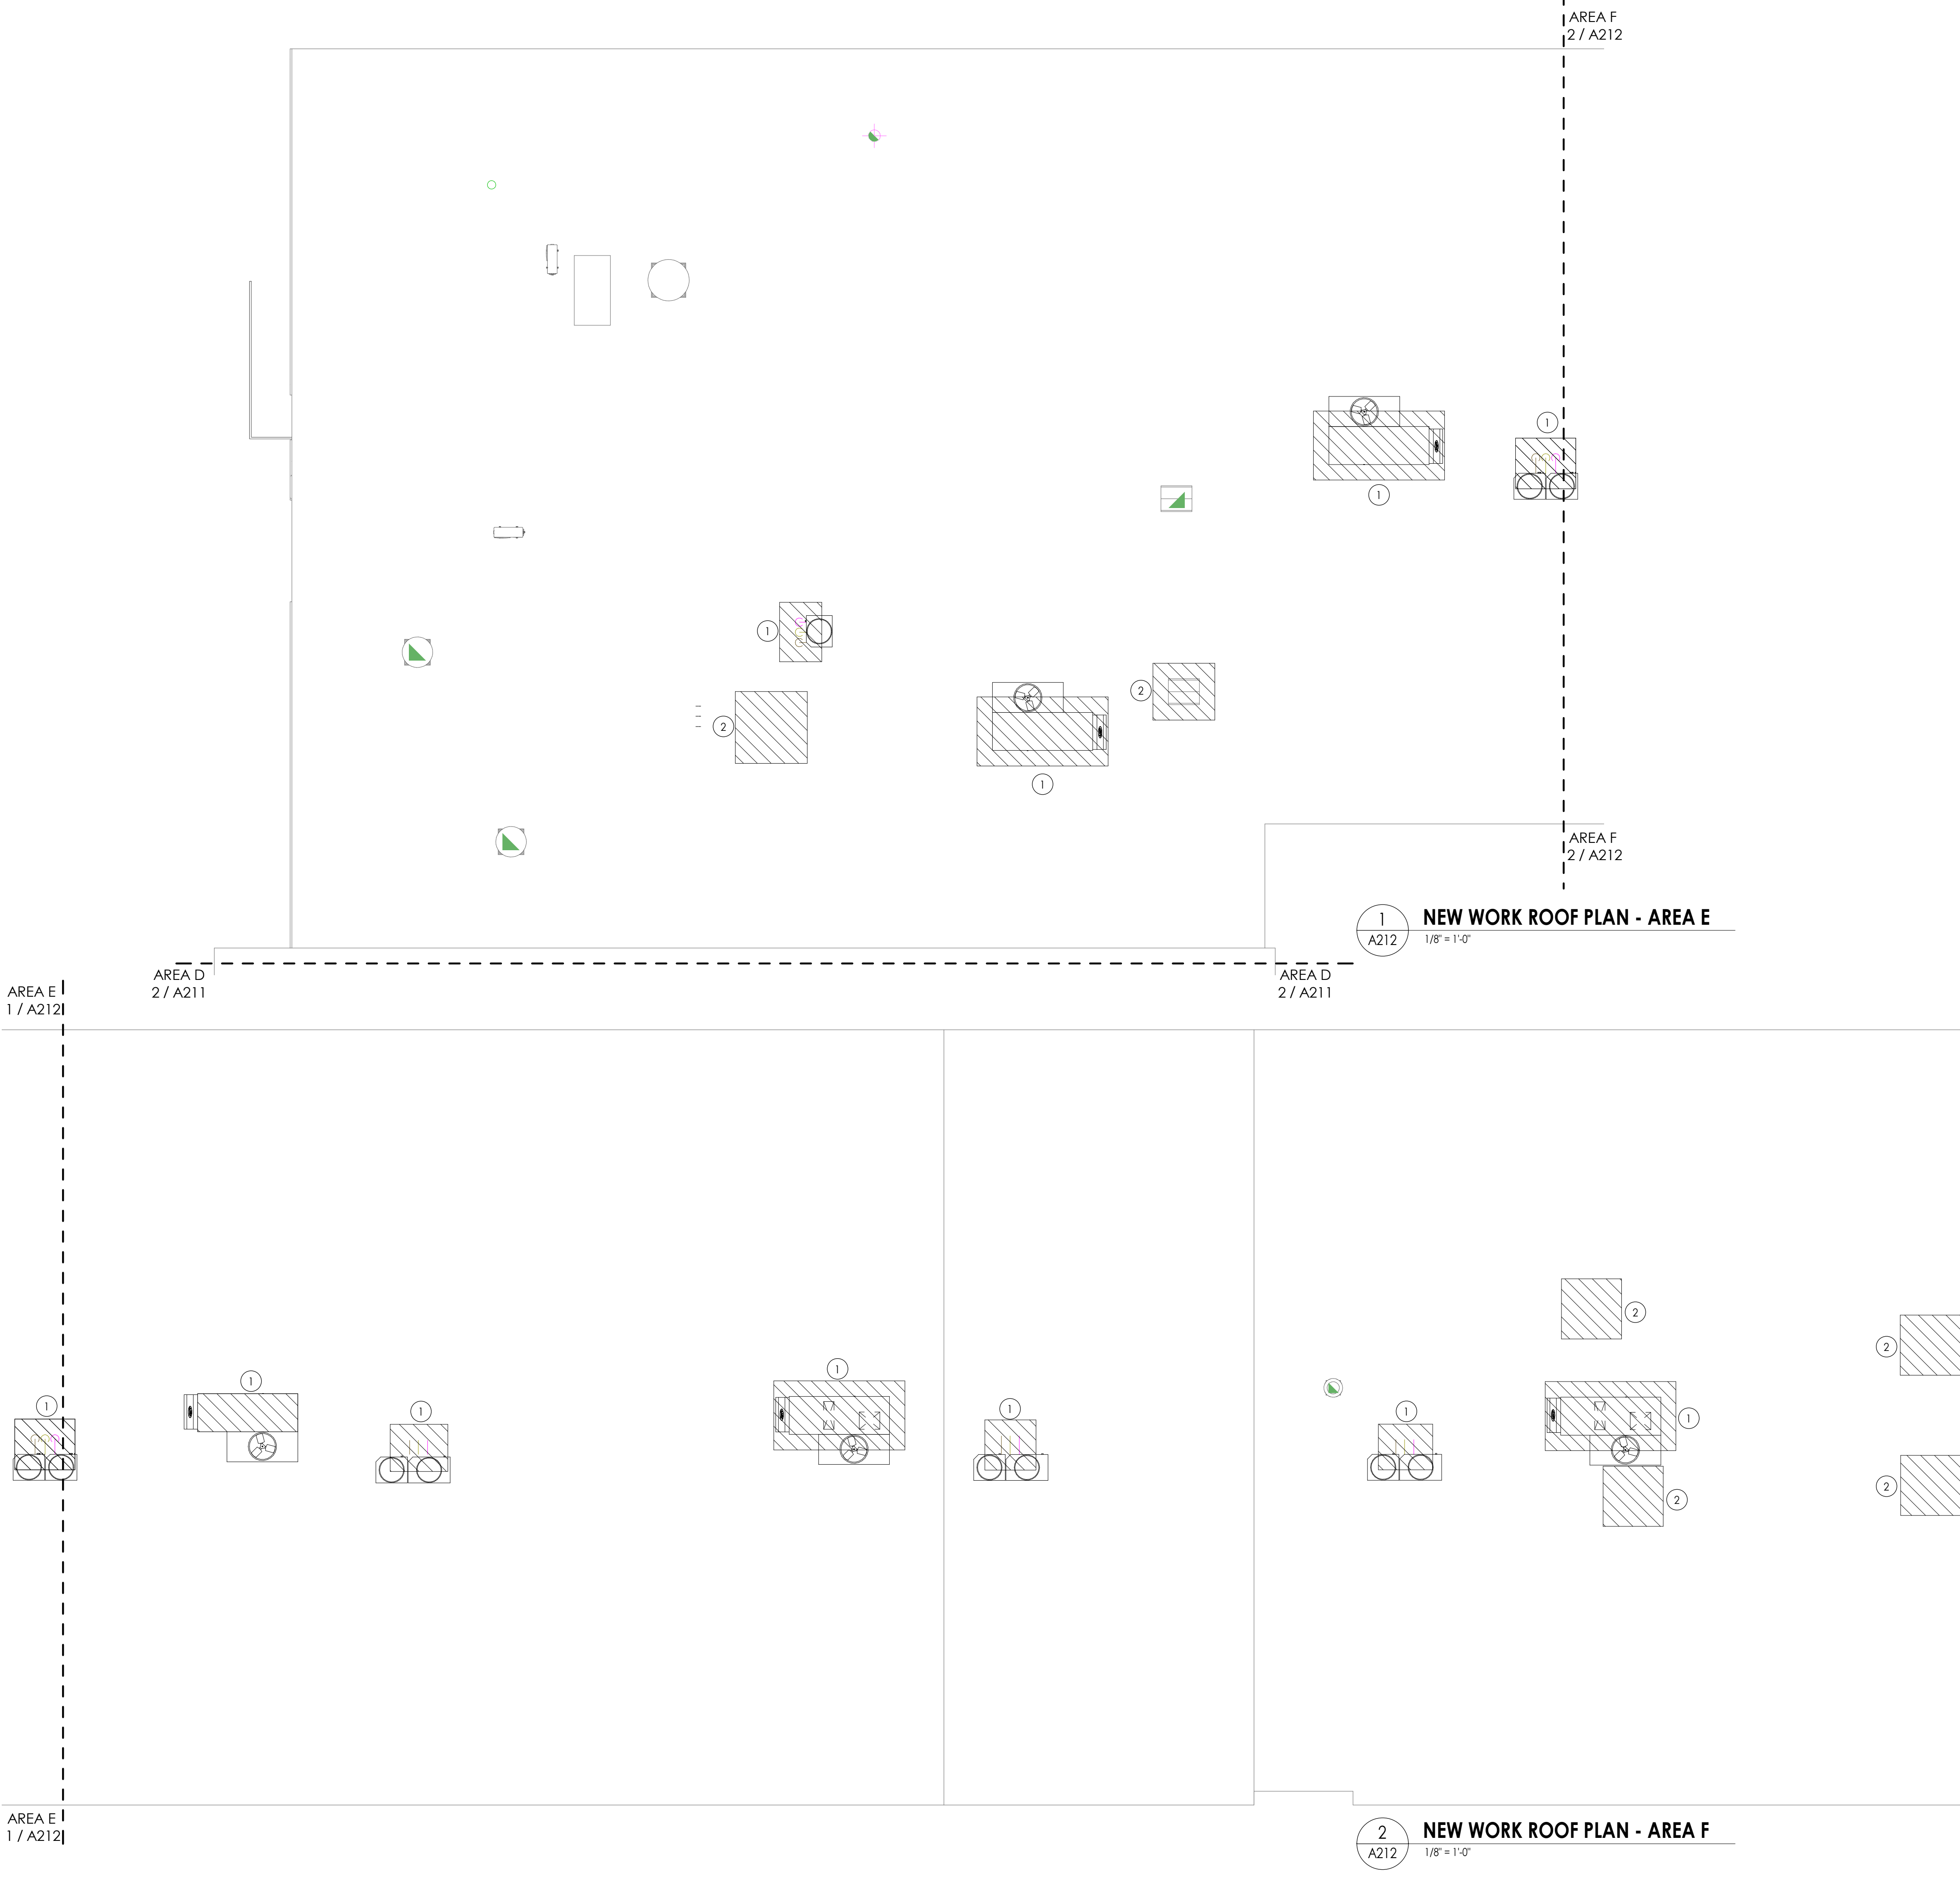 AREA F
2 / A212
1
1
1
2
2
1
AREA F
2 / A212
1
A212
NEW WORK ROOF PLAN - AREA E
1/8" = 1'-0"
AREA D
2 / A211
AREA D
2 / A211
AREA E
1 / A212
2
2
1
1
1
1
1
1
1
2
2
AREA E
1 / A212
2
A212
NEW WORK ROOF PLAN - AREA F
1/8" = 1'-0"